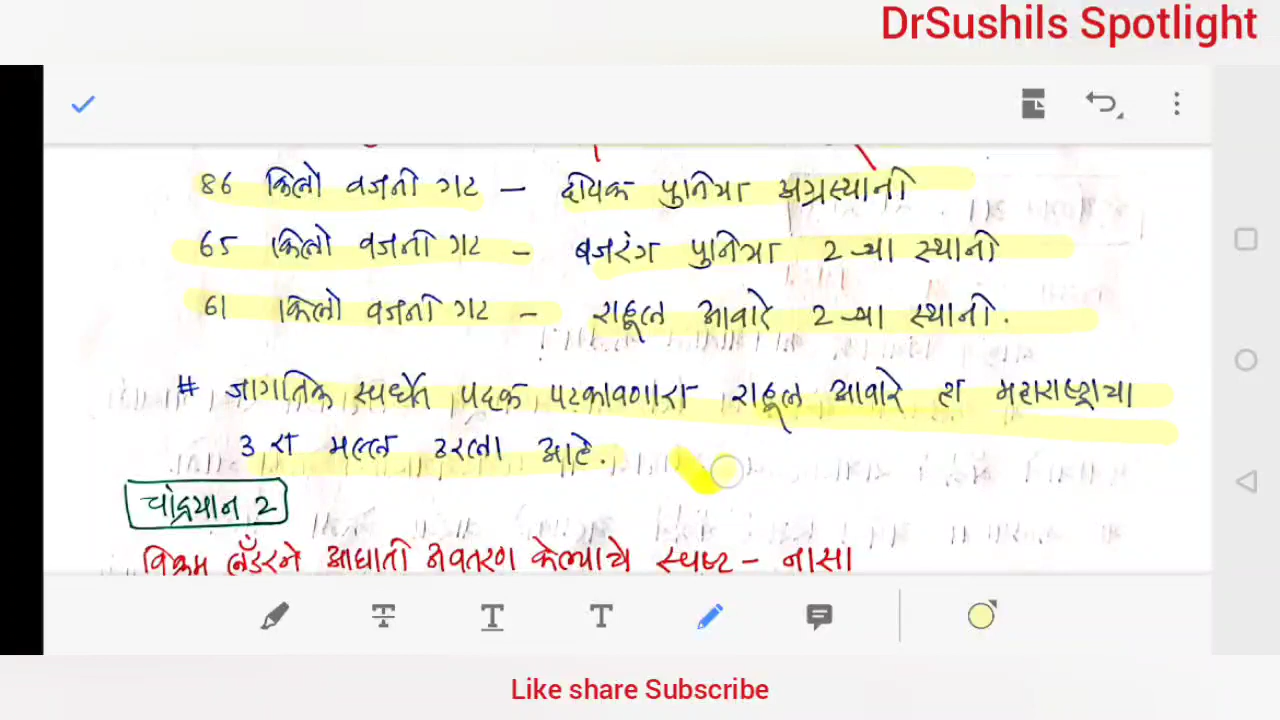 DrSushils Spotlight
86 किलो वजनी गट - दीपक पुनिया अग्रस्थानी
65 किलो वजनी गट - बजरंग पुनिया 2-या स्थानी
61 किलो वजनी गट - राहूल आवारे 2-या स्थानी.
# जागतिक स्पर्धेत पदक पटकावणारा राहूल आवारे हा महाराष्ट्राचा
3 रा मल्ल ठरला आहे.
चांद्रयान 2
विक्रम लँडरने आघाती अवतरण केल्याचे स्पष्ट - नासा
Like share Subscribe